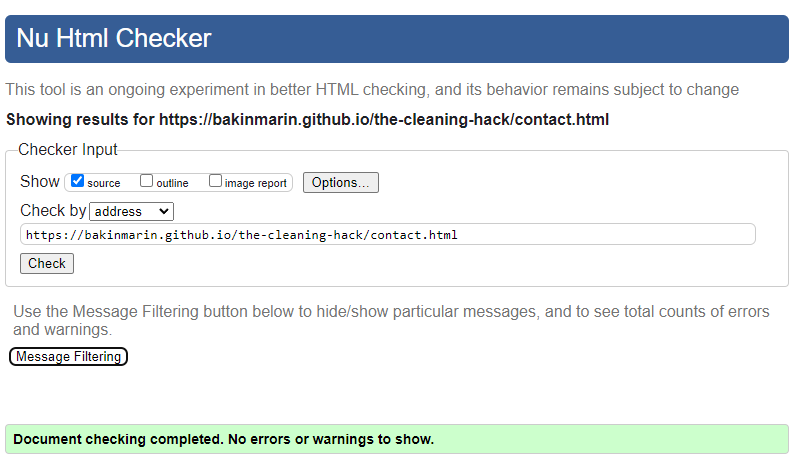 Nu Html Checker
This tool is an ongoing experiment in better HTML checking, and its behavior remains subject to change
Showing results for https://bakinmarin.github.io/the-cleaning-hack/contact.html
Checker Input
Show source outline image report Options...
Check by address
https://bakinmarin.github.io/the-cleaning-hack/contact.html
Check
Use the Message Filtering button below to hide/show particular messages, and to see total counts of errors
and warnings.
Message Filtering
Document checking completed. No errors or warnings to show.